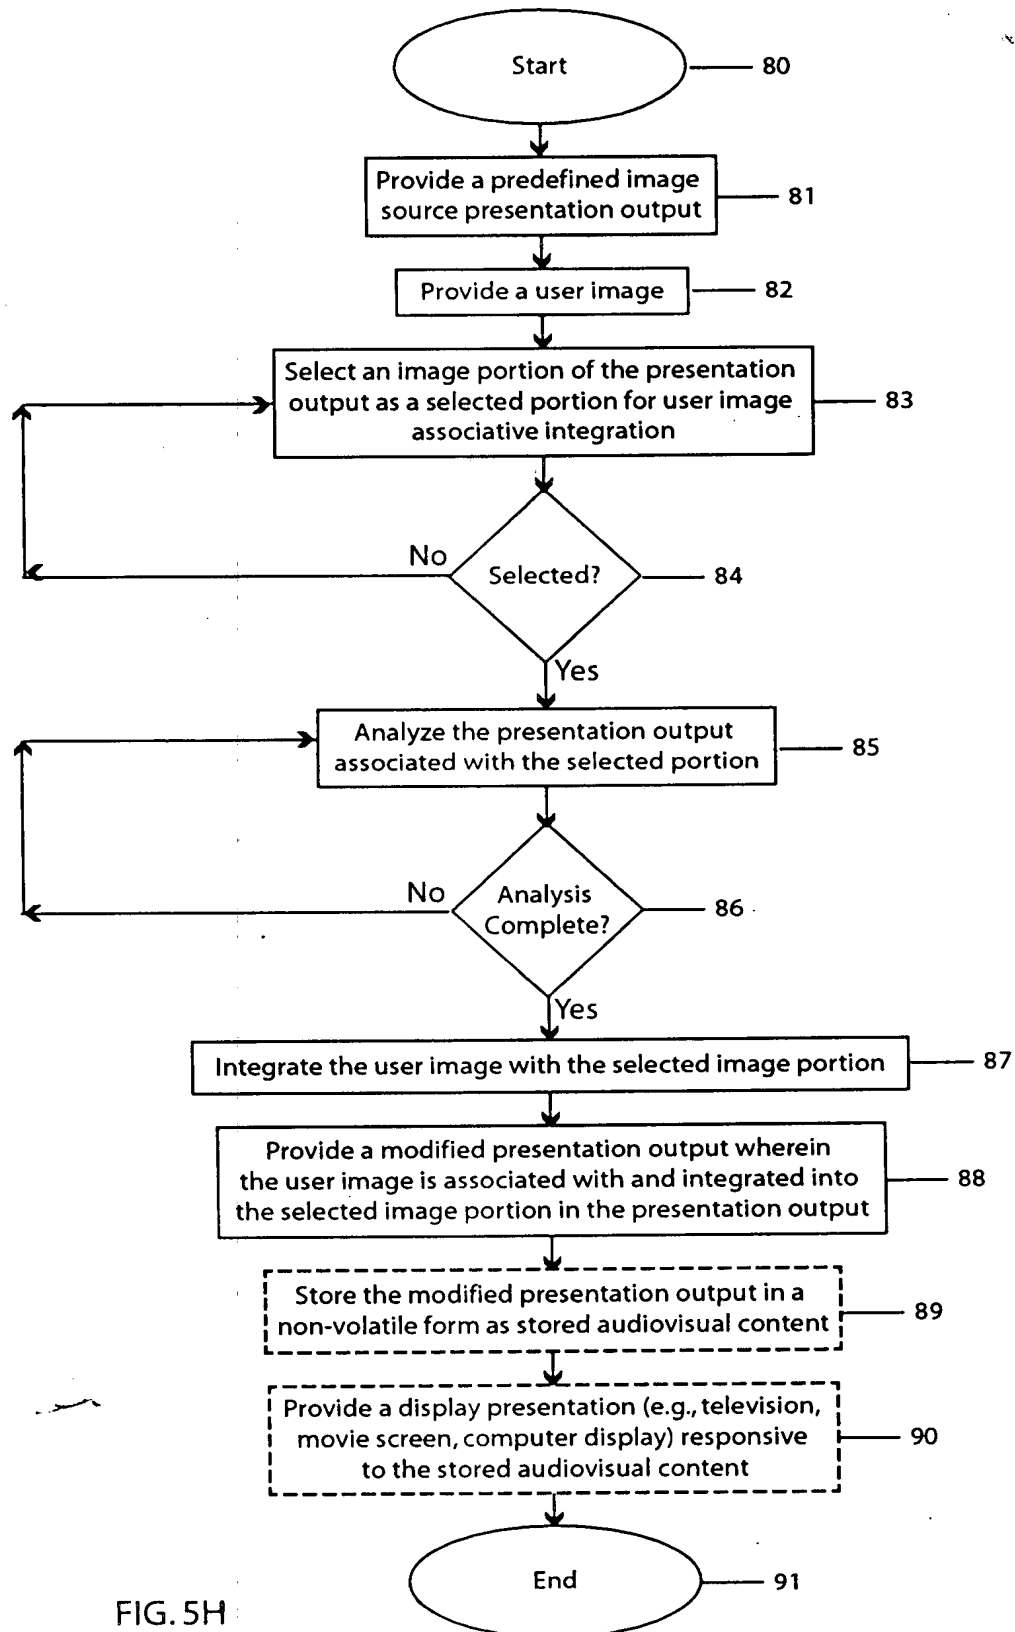 Start
80
Provide a predefined image
source presentation output
81
Provide a user image
82
Select an image portion of the presentation
output as a selected portion for user image
associative integration
83
No
Selected?
84
Yes
Analyze the presentation output
associated with the selected portion
85
No
Analysis
Complete?
86
Yes
Integrate the user image with the selected image portion
87
Provide a modified presentation output wherein
the user image is associated with and integrated into
the selected image portion in the presentation output
88
Store the modified presentation output in a
non-volatile form as stored audiovisual content
89
Provide a display presentation (e.g., television,
movie screen, computer display) responsive
to the stored audiovisual content
90
End
91
FIG. 5H